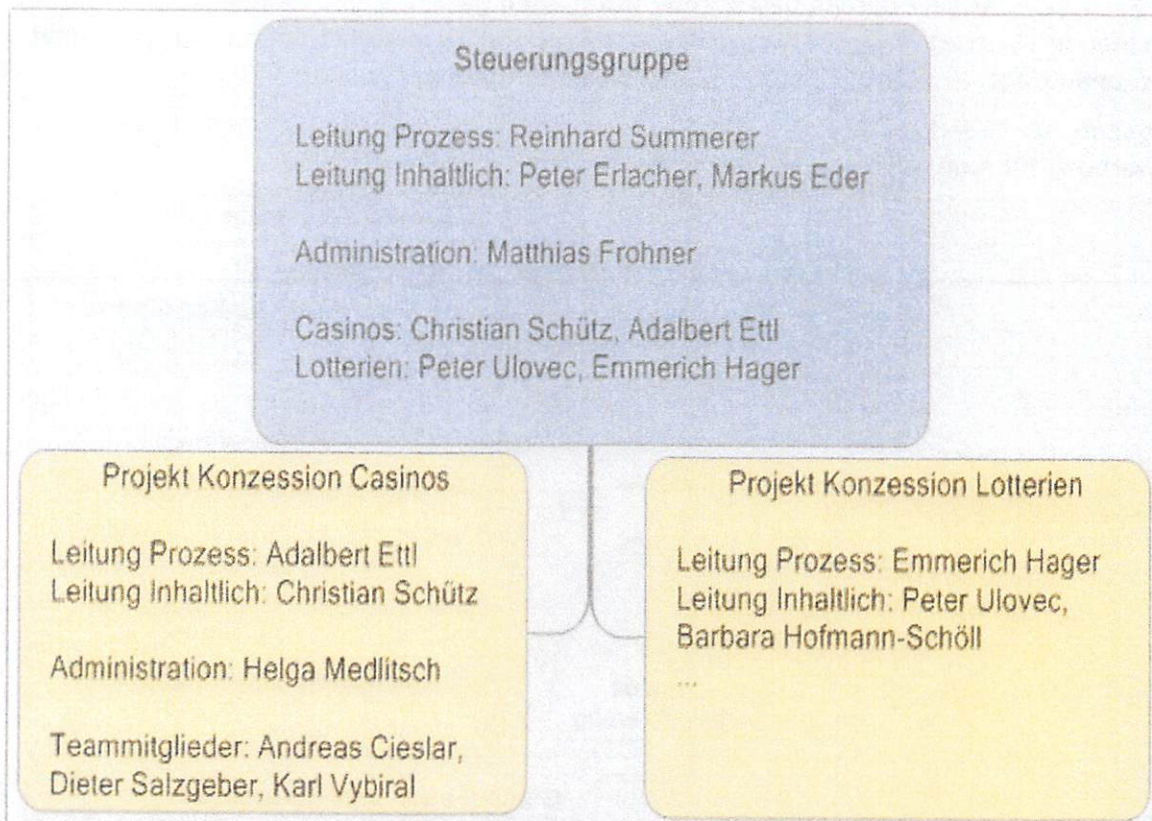 Steuerungsgruppe
Leitung Prozess: Reinhard Summerer
Leitung Inhaltlich: Peter Erlacher, Markus Eder
Administration: Matthias Frohner
Casinos: Christian Schütz, Adalbert Ettl
Lotterien: Peter Ulovec, Emmerich Hager
Projekt Konzession Casinos
Leitung Prozess: Adalbert Ettl
Leitung Inhaltlich: Christian Schütz
Administration: Helga Medlitsch
Teammitglieder: Andreas Cieslar,
Dieter Salzgeber, Karl Vybiral
Projekt Konzession Lotterien
Leitung Prozess: Emmerich Hager
Leitung Inhaltlich: Peter Ulovec,
Barbara Hofmann-Schöll
...